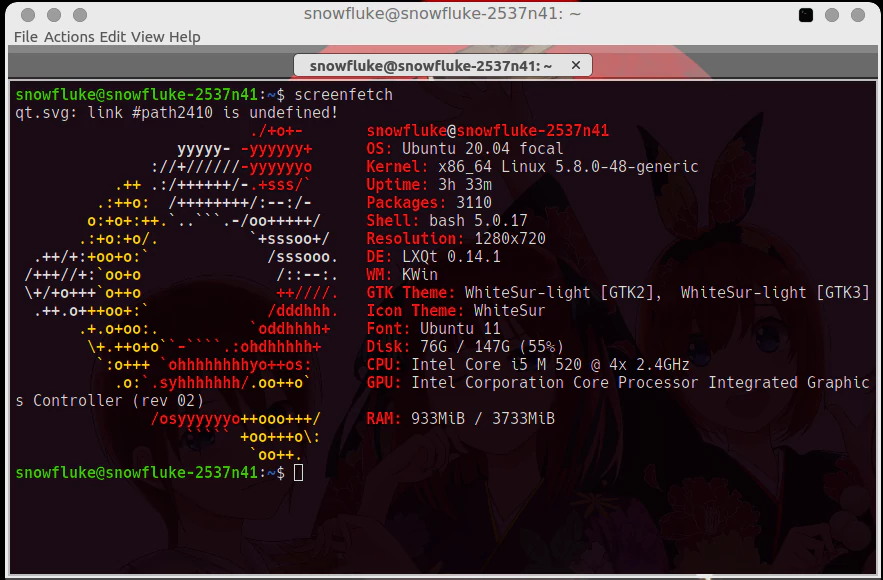 snowfluke@snowfluke-2537n41: ~
File Actions Edit View Help
snowfluke@snowfluke-2537n41: ~ ✕
snowfluke@snowfluke-2537n41:~$ screenfetch
qt.svg: link #path2410 is undefined!
./+o+- snowfluke@snowfluke-2537n41
yyyyy- -yyyyyy+ OS: Ubuntu 20.04 focal
://+//////-yyyyyyo Kernel: x86_64 Linux 5.8.0-48-generic
.++ .:/++++++/-.+sss/` Uptime: 3h 33m
.:++o: /++++++++/:--:/- Packages: 3110
o:+o+:++.`..```.-/oo+++++/ Shell: bash 5.0.17
.:+o:+o/. `+sssoo+/ Resolution: 1280x720
.++/+:+oo+o:` /sssooo. DE: LXQt 0.14.1
/+++//+:`oo+o /::--:. WM: KWin
\+/+o+++`o++o ++////. GTK Theme: WhiteSur-light [GTK2], WhiteSur-light [GTK3]
.++.o+++oo+:` /dddhhh. Icon Theme: WhiteSur
.+.o+oo:. `oddhhhh+ Font: Ubuntu 11
\+.++o+o``-````.:ohdhhhhh+ Disk: 76G / 147G (55%)
`:o+++ `ohhhhhhhhyo++os: CPU: Intel Core i5 M 520 @ 4x 2.4GHz
.o:`.syhhhhhhh/.oo++o` GPU: Intel Corporation Core Processor Integrated Graphic
s Controller (rev 02)
/osyyyyyyo++ooo+++/ RAM: 933MiB / 3733MiB
````` +oo+++o\:
`oo++.
snowfluke@snowfluke-2537n41:~$